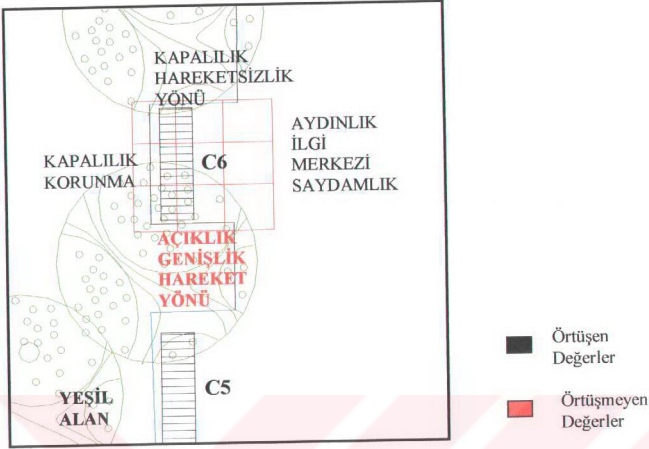 KAPALILIK
HAREKETSİZLİK
YÖNÜ
AYDINLIK
İLGİ
MERKEZİ
SAYDAMLIK
KAPALILIK
KORUNMA
C6
AÇIKLIK
GENİŞLİK
HAREKET
YÖNÜ
C5
YEŞİL
ALAN
Örtüşen
Değerler
Örtüşmeyen
Değerler